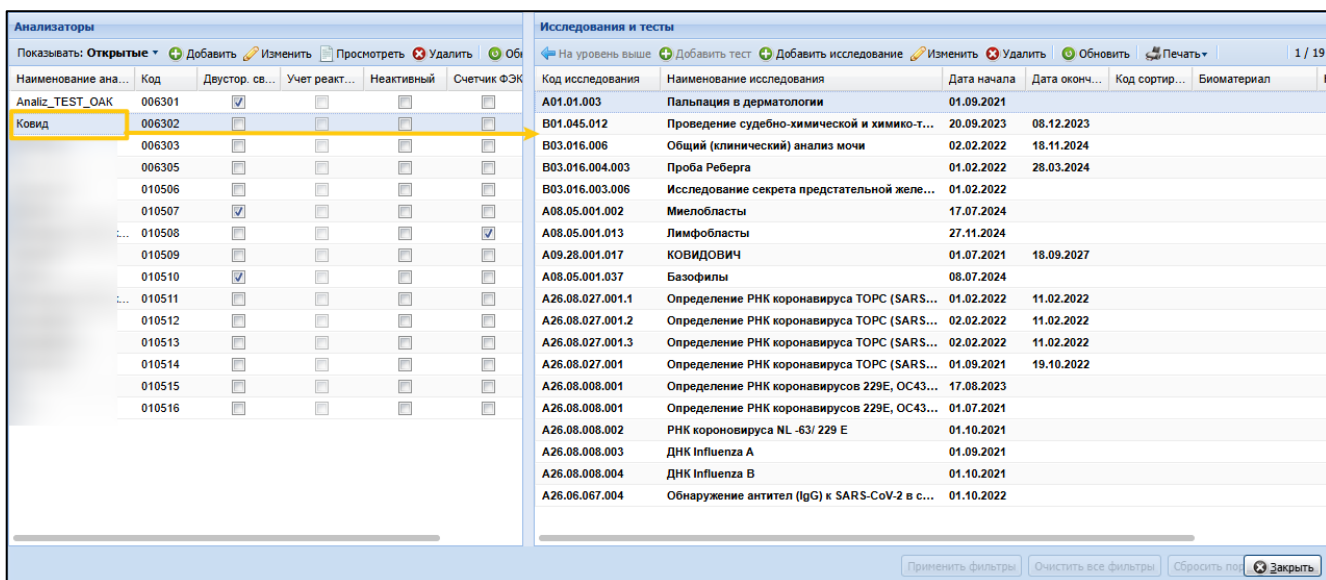 Анализаторы
Показывать: Открытые Добавить Изменить Просмотреть Удалить Обн
Наименование ана... Код Двустор. св... Учет реакт... Неактивный Счетчик ФЭК
Analiz_TEST_ОАК 006301
Ковид 006302
006303
006305
010506
010507
010508
010509
010510
010511
010512
010513
010514
010515
010516
Исследования и тесты
На уровень выше Добавить тест Добавить исследование Изменить Удалить Обновить Печать 1 / 19
Код исследования Наименование исследования Дата начала Дата оконч... Код сортир... Биоматериал
A01.01.003 Пальпация в дерматологии 01.09.2021
B01.045.012 Проведение судебно-химической и химико-т... 20.09.2023 08.12.2023
B03.016.006 Общий (клинический) анализ мочи 02.02.2022 18.11.2024
B03.016.004.003 Проба Реберга 01.02.2022 28.03.2024
B03.016.003.006 Исследование секрета предстательной желе... 01.02.2022
A08.05.001.002 Миелобласты 17.07.2024
A08.05.001.013 Лимфобласты 27.11.2024
A09.28.001.017 КОВИДОВИЧ 01.07.2021 18.09.2027
A08.05.001.037 Базофилы 08.07.2024
A26.08.027.001.1 Определение РНК коронавируса ТОРС (SARS... 01.02.2022 11.02.2022
A26.08.027.001.2 Определение РНК коронавируса ТОРС (SARS... 02.02.2022 11.02.2022
A26.08.027.001.3 Определение РНК коронавируса ТОРС (SARS... 02.02.2022 11.02.2022
A26.08.027.001 Определение РНК коронавируса ТОРС (SARS... 01.09.2021 19.10.2022
A26.08.008.001 Определение РНК коронавирусов 229E, OC43... 17.08.2023
A26.08.008.001 Определение РНК коронавирусов 229E, OC43... 01.07.2021
A26.08.008.002 РНК короновируса NL -63/ 229 E 01.10.2021
A26.08.008.003 ДНК Influenza A 01.09.2021
A26.08.008.004 ДНК Influenza B 01.10.2021
A26.06.067.004 Обнаружение антител (IgG) к SARS-CoV-2 в с... 01.10.2022
Применить фильтры Очистить все фильтры Сбросить пор Закрыть